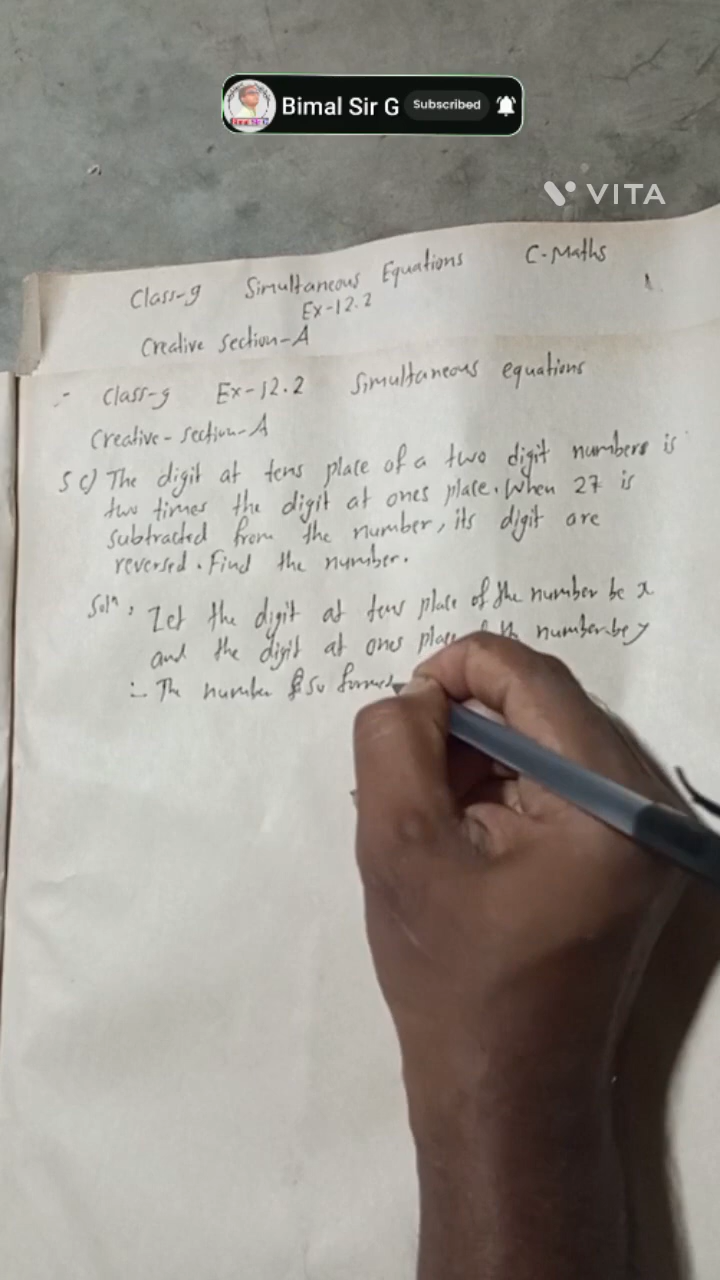 Bimal Sir G Subscribed
VITA
Class-9 Simultaneous Equations C-Maths
Ex-12.2
Creative section-A
Class-9 Ex-12.2 Simultaneous equations
Creative-section-A
5 c) The digit at tens place of a two digit numbers is
two times the digit at ones place. When 27 is
subtracted from the number, its digit are
reversed. Find the number.
Solⁿ: Let the digit at tens place of the number be x
and the digit at ones place number be y
∴ The number so formed